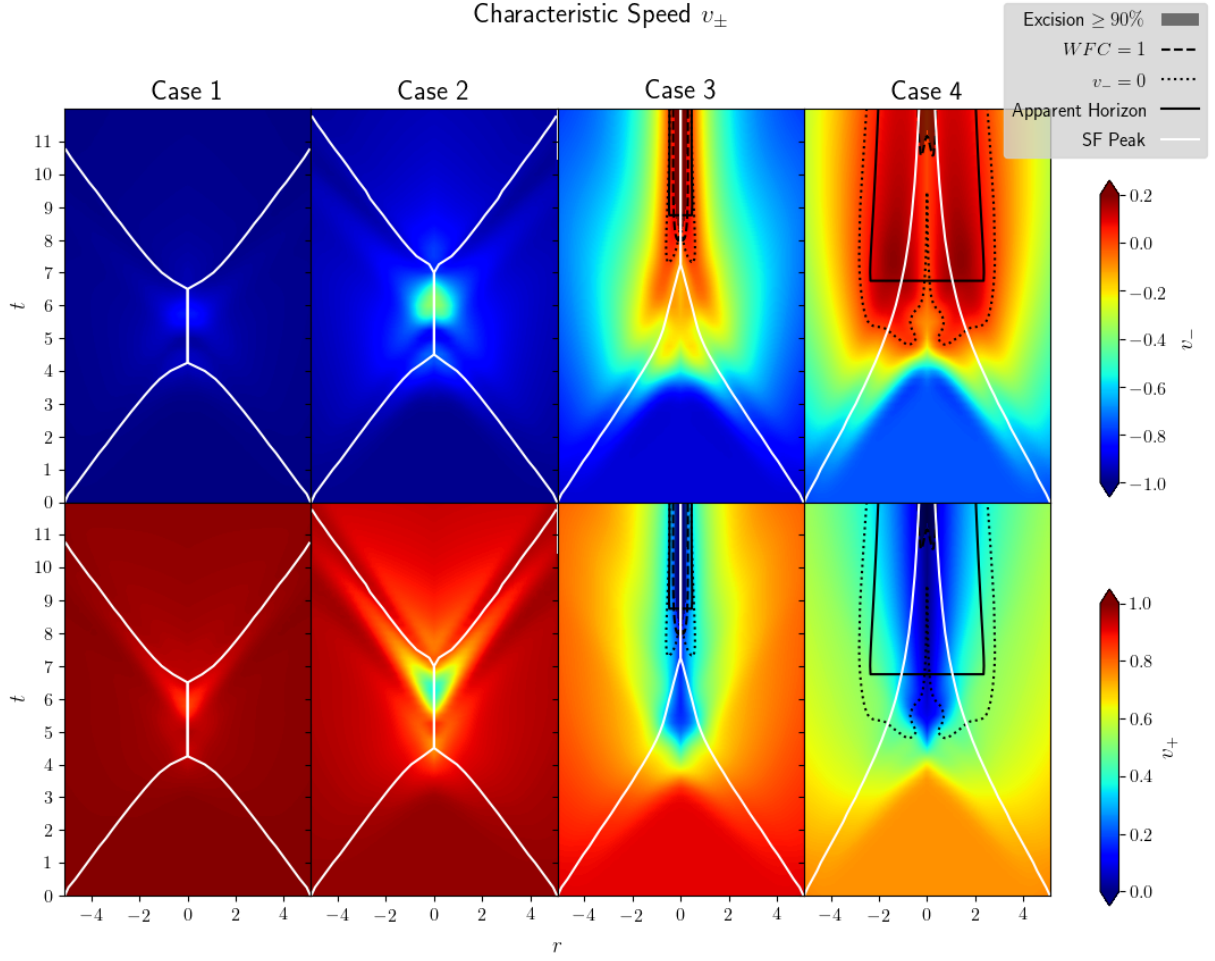 Characteristic Speed $v_{\pm}$
Excision ≥ 90%
WFC = 1
v₋ = 0
Apparent Horizon
SF Peak
Case 1 Case 2 Case 3 Case 4
11
10
9
8
7
6
5
4
3
2
1
0
t
0.2
0.0
−0.2
−0.4
−0.6
−0.8
−1.0
v₋
11
10
9
8
7
6
5
4
3
2
1
0
t
1.0
0.8
0.6
0.4
0.2
0.0
v₊
−4 −2 0 2 4 −4 −2 0 2 4 −4 −2 0 2 4 −4 −2 0 2 4
r